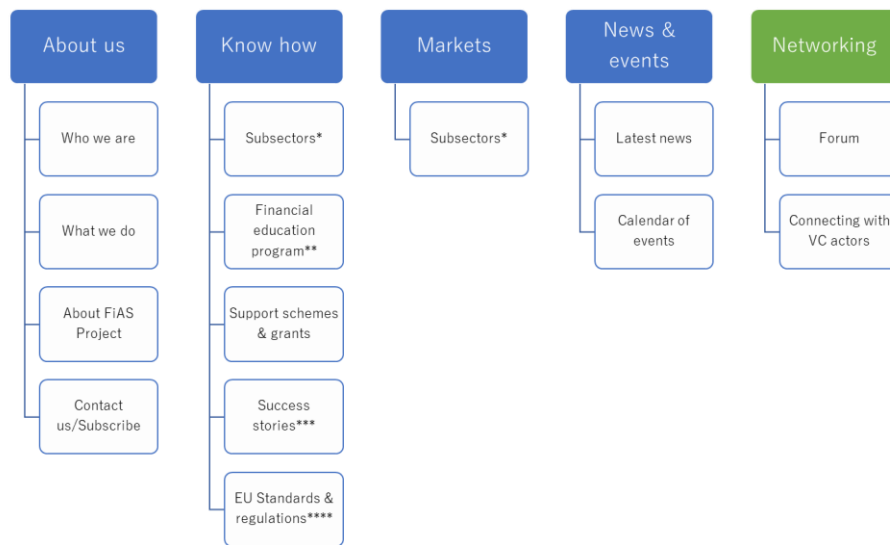 About us
Who we are
What we do
About FiAS
Project
Contact
us/Subscribe
Know how
Subsectors*
Financial
education
program**
Support schemes
& grants
Success
stories***
EU Standards &
regulations****
Markets
Subsectors*
News &
events
Latest news
Calendar of
events
Networking
Forum
Connecting with
VC actors